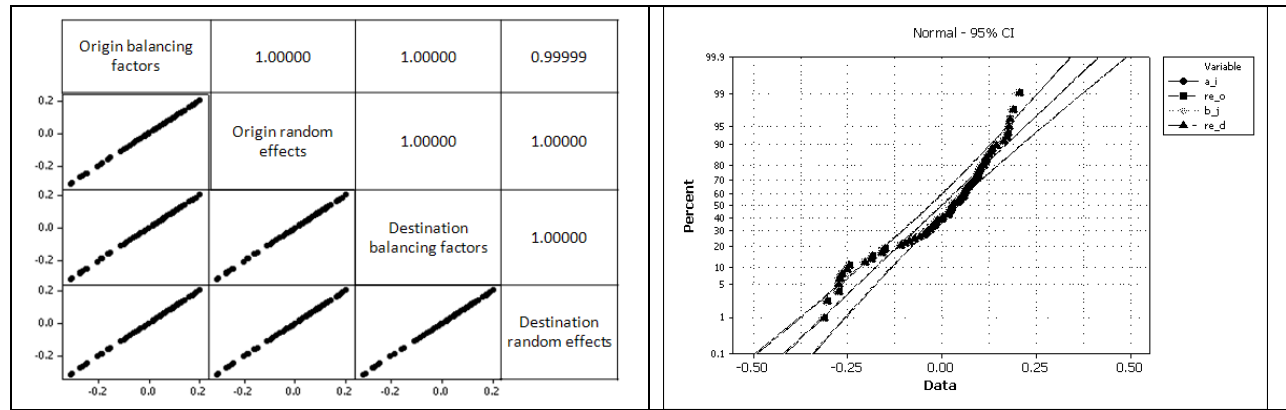 Origin balancing
factors
1.00000
1.00000
0.99999
0.2
0.0
-0.2
Origin random
effects
1.00000
1.00000
0.2
0.0
-0.2
Destination
balancing factors
1.00000
0.2
0.0
-0.2
Destination
random effects
-0.2 0.0 0.2
-0.2 0.0 0.2
-0.2 0.0 0.2
Normal - 95% CI
99.9
99
95
90
80
70
60
50
40
30
20
10
5
1
0.1
Percent
-0.50 -0.25 0.00 0.25 0.50
Data
Variable
a_i
re_o
b_j
re_d